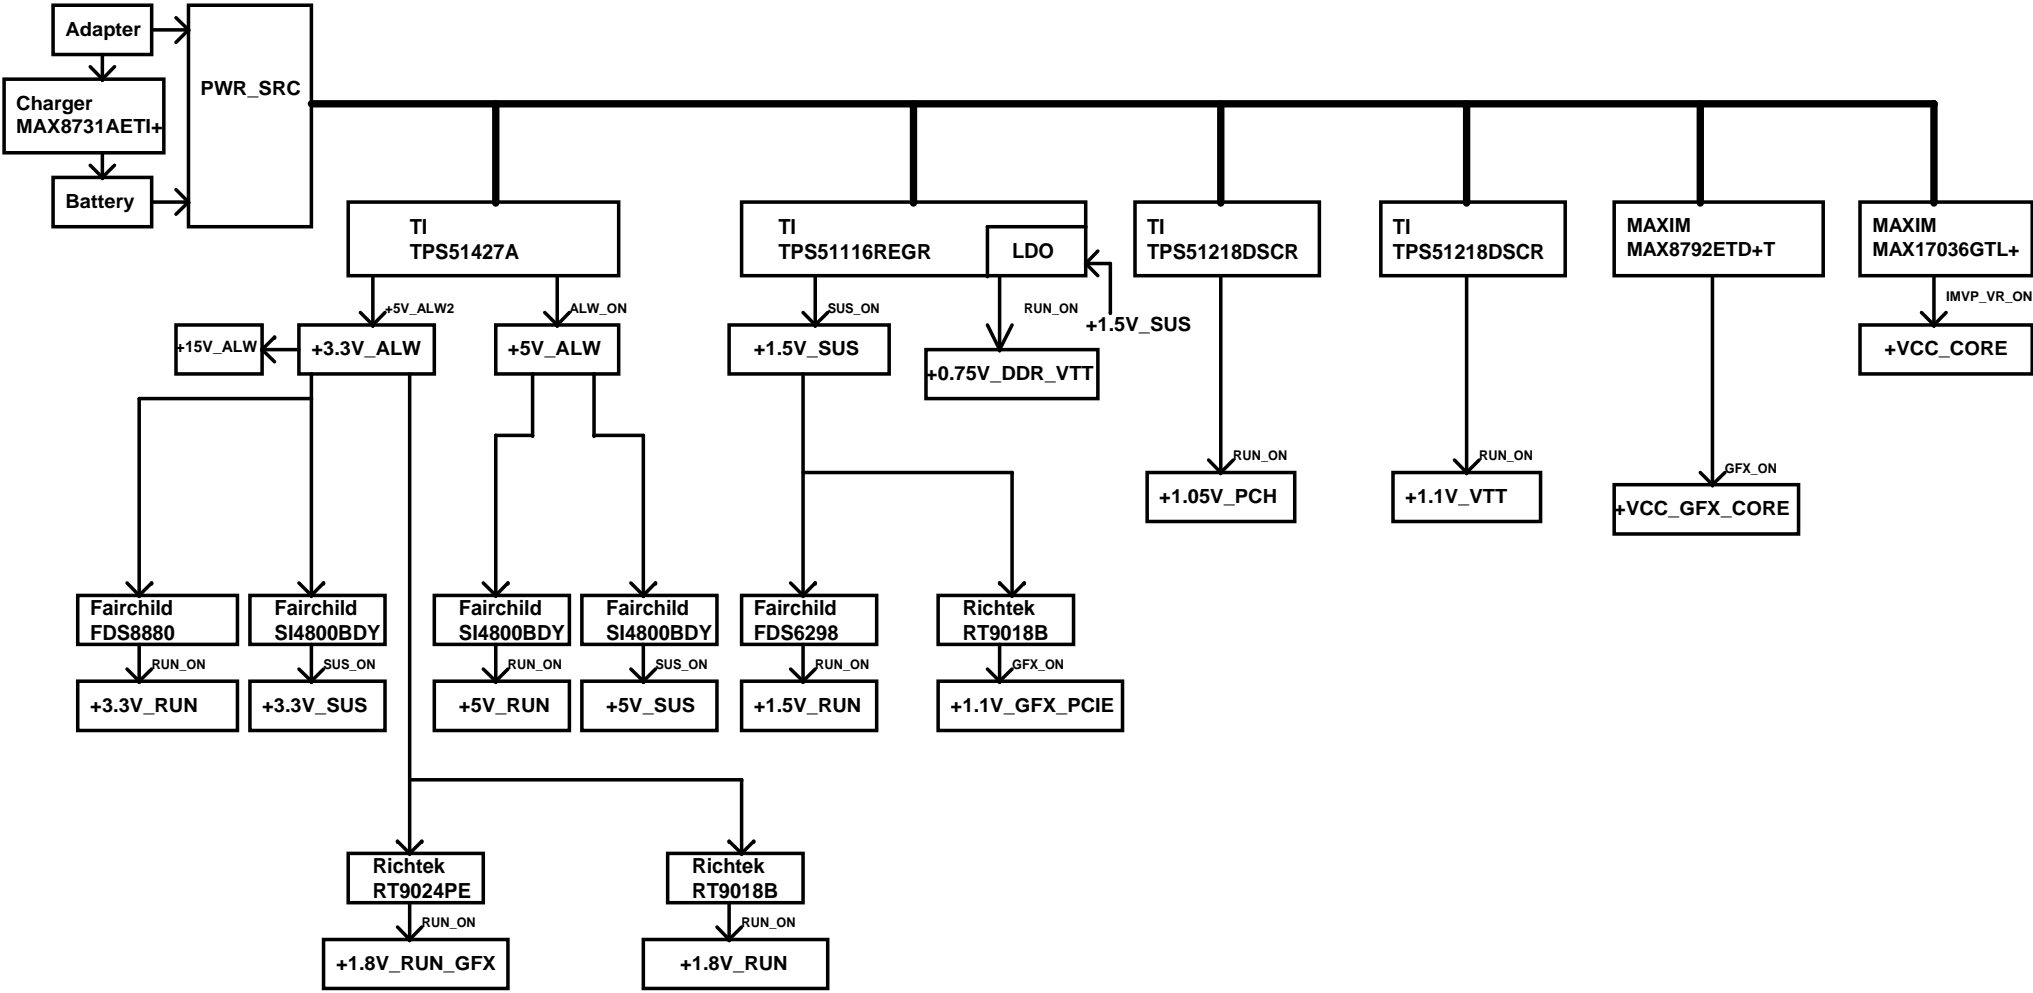 Adapter
PWR_SRC
Charger
MAX8731AETI+
Battery
TI
TPS51427A
TI
TPS51116REGR
LDO
TI
TPS51218DSCR
TI
TPS51218DSCR
MAXIM
MAX8792ETD+T
MAXIM
MAX17036GTL+
+5V_ALW2
ALW_ON
SUS_ON
RUN_ON
+1.5V_SUS
IMVP_VR_ON
+15V_ALW
+3.3V_ALW
+5V_ALW
+1.5V_SUS
+0.75V_DDR_VTT
+VCC_CORE
RUN_ON
+1.05V_PCH
RUN_ON
+1.1V_VTT
GFX_ON
+VCC_GFX_CORE
Fairchild
FDS8880
Fairchild
SI4800BDY
Fairchild
SI4800BDY
Fairchild
SI4800BDY
Fairchild
FDS6298
Richtek
RT9018B
RUN_ON
SUS_ON
RUN_ON
SUS_ON
RUN_ON
GFX_ON
+3.3V_RUN
+3.3V_SUS
+5V_RUN
+5V_SUS
+1.5V_RUN
+1.1V_GFX_PCIE
Richtek
RT9024PE
Richtek
RT9018B
RUN_ON
RUN_ON
+1.8V_RUN_GFX
+1.8V_RUN